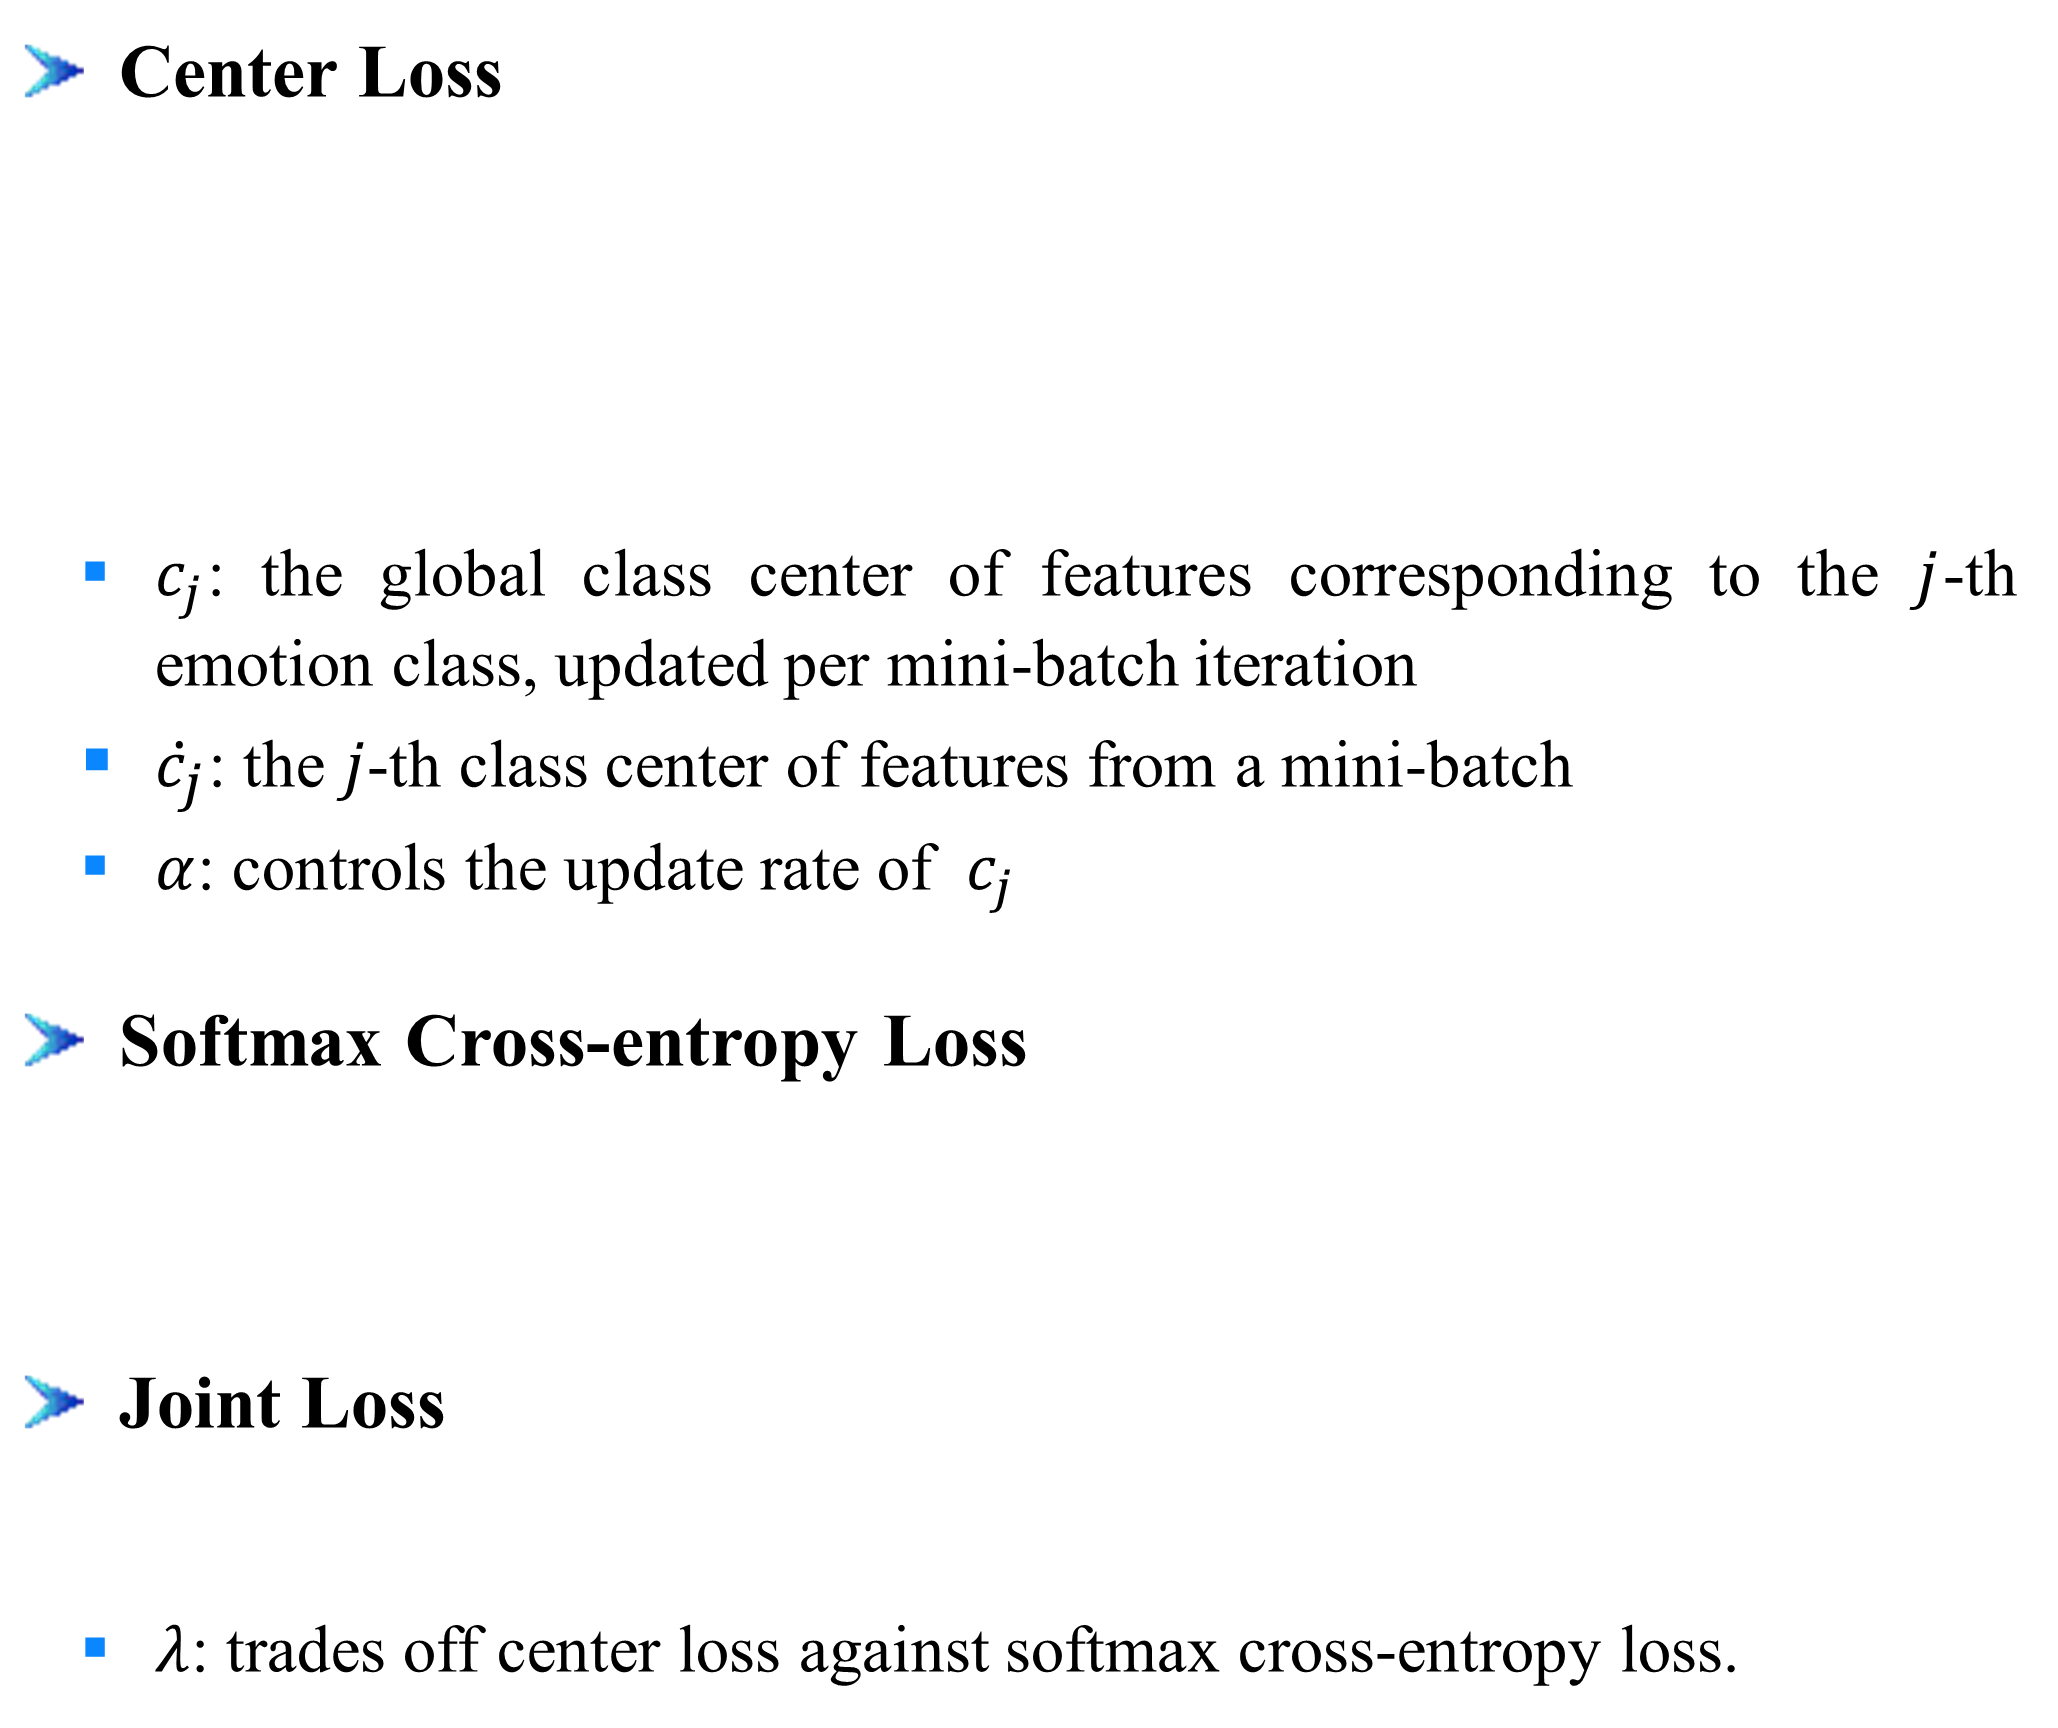 Center Loss
c_j: the global class center of features corresponding to the j-th
emotion class, updated per mini-batch iteration
ċ_j: the j-th class center of features from a mini-batch
α: controls the update rate of c_j
Softmax Cross-entropy Loss
Joint Loss
λ: trades off center loss against softmax cross-entropy loss.